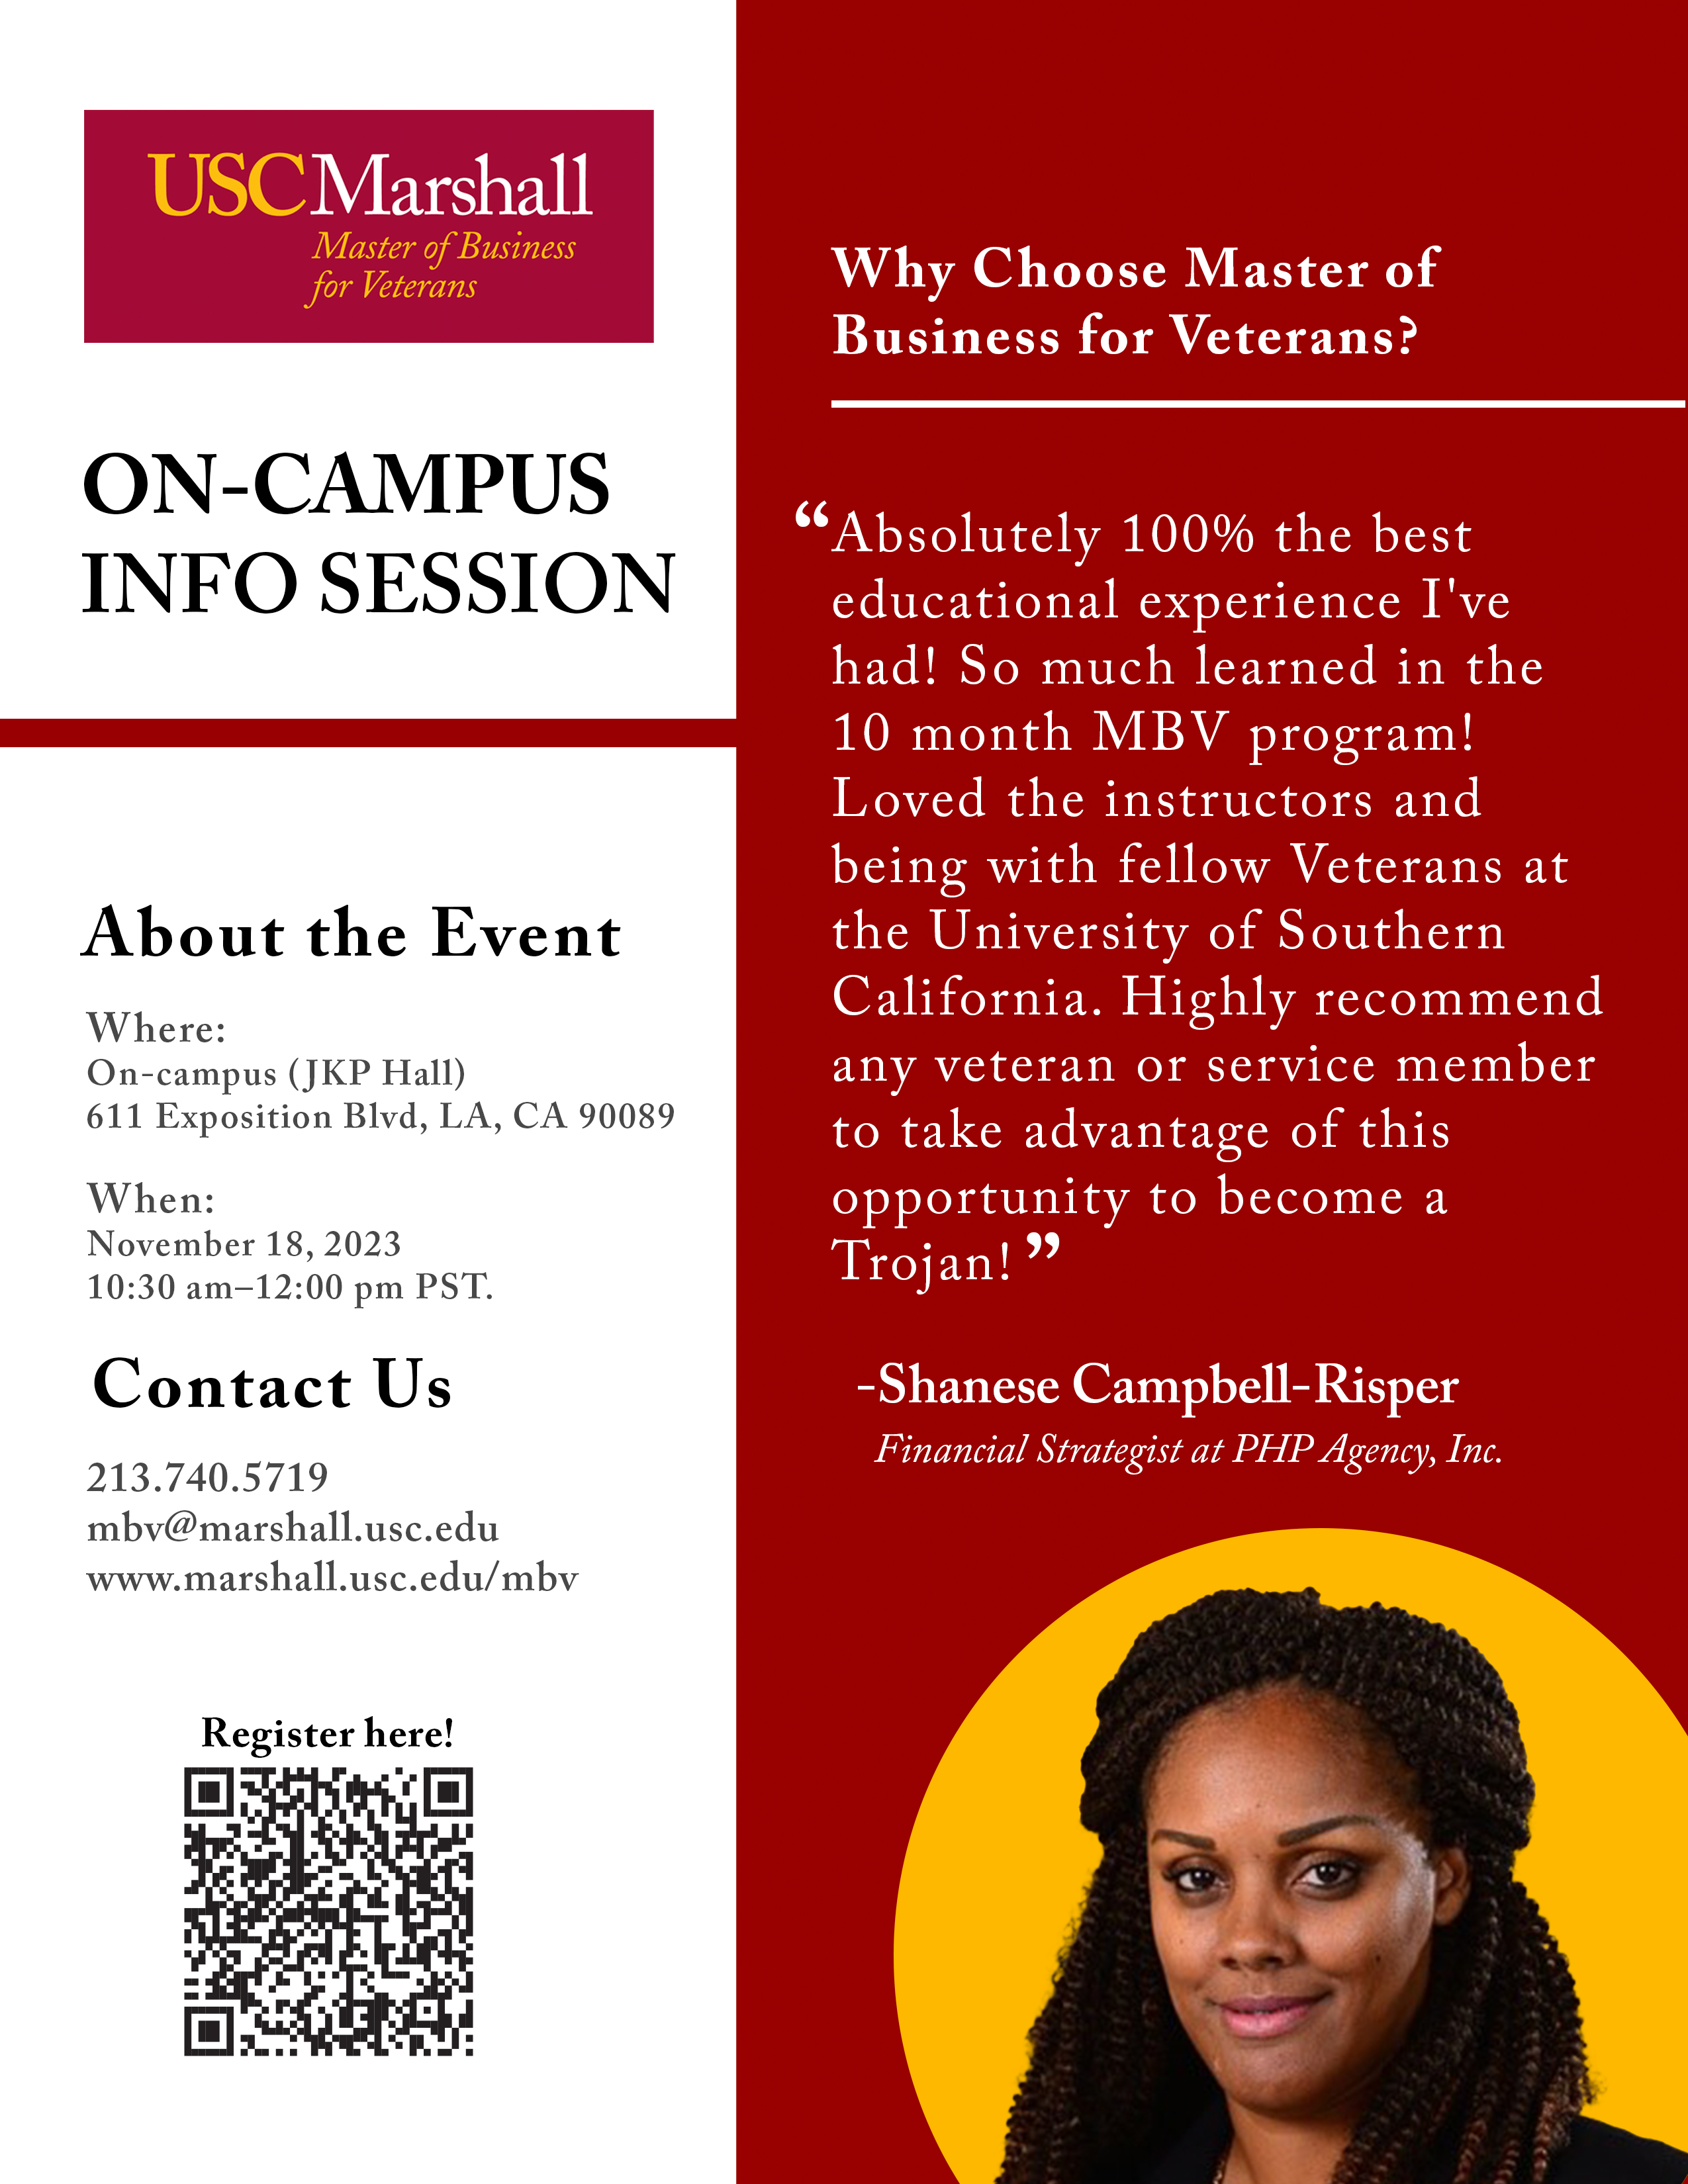 USC Marshall
Master of Business
for Veterans
ON-CAMPUS
INFO SESSION
About the Event
Where:
On-campus (JKP Hall)
611 Exposition Blvd, LA, CA 90089
When:
November 18, 2023
10:30 am–12:00 pm PST.
Contact Us
213.740.5719
mbv@marshall.usc.edu
www.marshall.usc.edu/mbv
Register here!
Why Choose Master of
Business for Veterans?
“Absolutely 100% the best
educational experience I've
had! So much learned in the
10 month MBV program!
Loved the instructors and
being with fellow Veterans at
the University of Southern
California. Highly recommend
any veteran or service member
to take advantage of this
opportunity to become a
Trojan!”
-Shanese Campbell-Risper
Financial Strategist at PHP Agency, Inc.